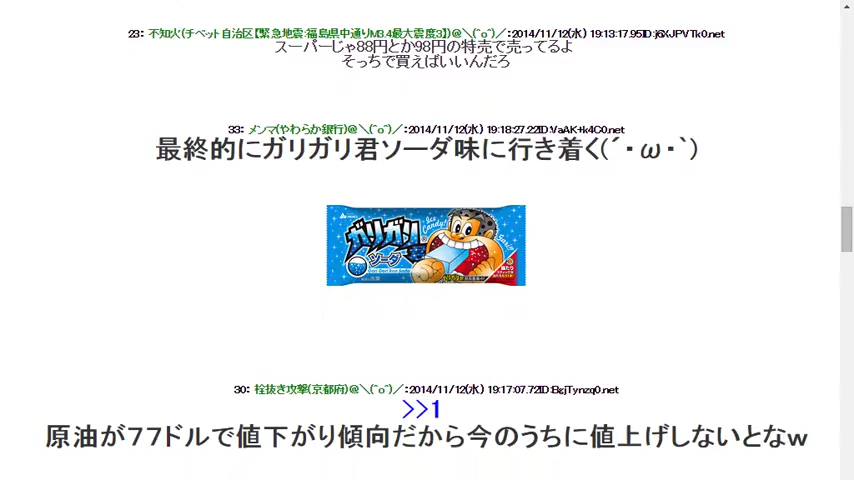 23: 不知火(チベット自治区【緊急地震:福島県中通りM3.4最大震度3】)@＼(^o^)／:2014/11/12(水) 19:13:17.95ID:j6XJPVTk0.net
スーパーじゃ88円とか98円の特売で売ってるよ
そっちで買えばいいんだろ
33: メンマ(やわらか銀行)@＼(^o^)／:2014/11/12(水) 19:18:27.22ID:VaAK+k4C0.net
最終的にガリガリ君ソーダ味に行き着く(´・ω・`)
Ice Candy!
ガリガリ君
ソーダ
30: 栓抜き攻撃(京都府)@＼(^o^)／:2014/11/12(水) 19:17:07.72ID:BzjTynzq0.net
>>1
原油が７７ドルで値下がり傾向だから今のうちに値上げしないとなw